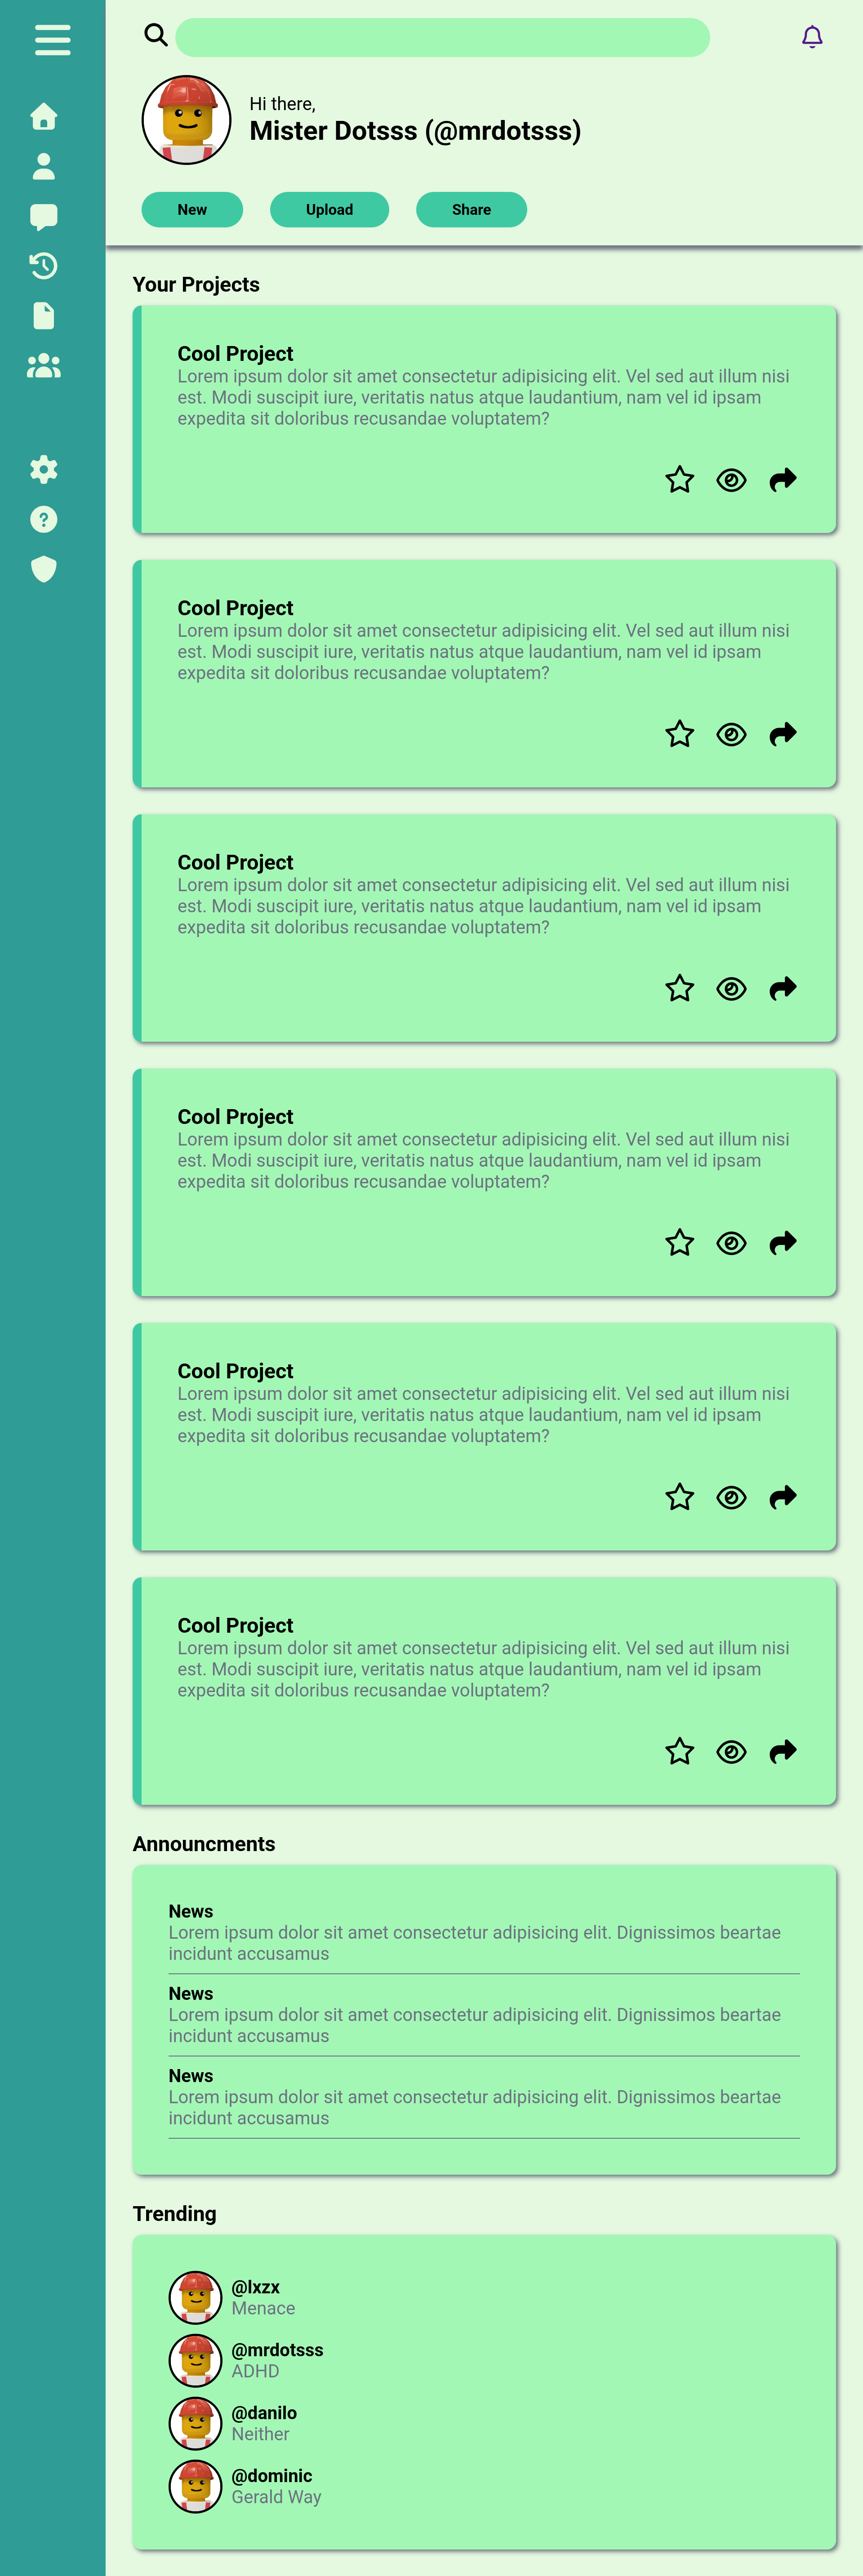 Hi there,
Mister Dotsss (@mrdotsss)
New Upload Share
Your Projects
Cool Project
Lorem ipsum dolor sit amet consectetur adipisicing elit. Vel sed aut illum nisi
est. Modi suscipit iure, veritatis natus atque laudantium, nam vel id ipsam
expedita sit doloribus recusandae voluptatem?
Cool Project
Lorem ipsum dolor sit amet consectetur adipisicing elit. Vel sed aut illum nisi
est. Modi suscipit iure, veritatis natus atque laudantium, nam vel id ipsam
expedita sit doloribus recusandae voluptatem?
Cool Project
Lorem ipsum dolor sit amet consectetur adipisicing elit. Vel sed aut illum nisi
est. Modi suscipit iure, veritatis natus atque laudantium, nam vel id ipsam
expedita sit doloribus recusandae voluptatem?
Cool Project
Lorem ipsum dolor sit amet consectetur adipisicing elit. Vel sed aut illum nisi
est. Modi suscipit iure, veritatis natus atque laudantium, nam vel id ipsam
expedita sit doloribus recusandae voluptatem?
Cool Project
Lorem ipsum dolor sit amet consectetur adipisicing elit. Vel sed aut illum nisi
est. Modi suscipit iure, veritatis natus atque laudantium, nam vel id ipsam
expedita sit doloribus recusandae voluptatem?
Cool Project
Lorem ipsum dolor sit amet consectetur adipisicing elit. Vel sed aut illum nisi
est. Modi suscipit iure, veritatis natus atque laudantium, nam vel id ipsam
expedita sit doloribus recusandae voluptatem?
Announcments
News
Lorem ipsum dolor sit amet consectetur adipisicing elit. Dignissimos beartae
incidunt accusamus
News
Lorem ipsum dolor sit amet consectetur adipisicing elit. Dignissimos beartae
incidunt accusamus
News
Lorem ipsum dolor sit amet consectetur adipisicing elit. Dignissimos beartae
incidunt accusamus
Trending
@lxzx
Menace
@mrdotsss
ADHD
@danilo
Neither
@dominic
Gerald Way